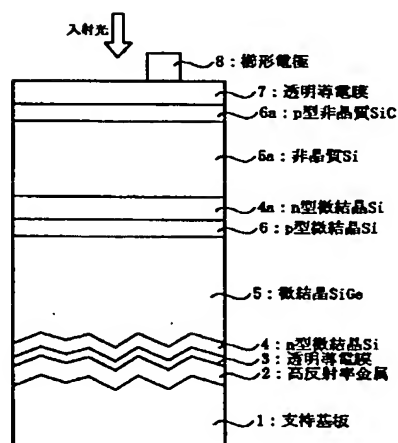 入射光
8：櫛形電極
7：透明導電膜
6a：p型非晶質SiC
5a：非晶質Si
4a：n型微結晶Si
6：p型微結晶Si
5：微結晶SiGe
4：n型微結晶Si
3：透明導電膜
2：高反射率金属
1：支持基板